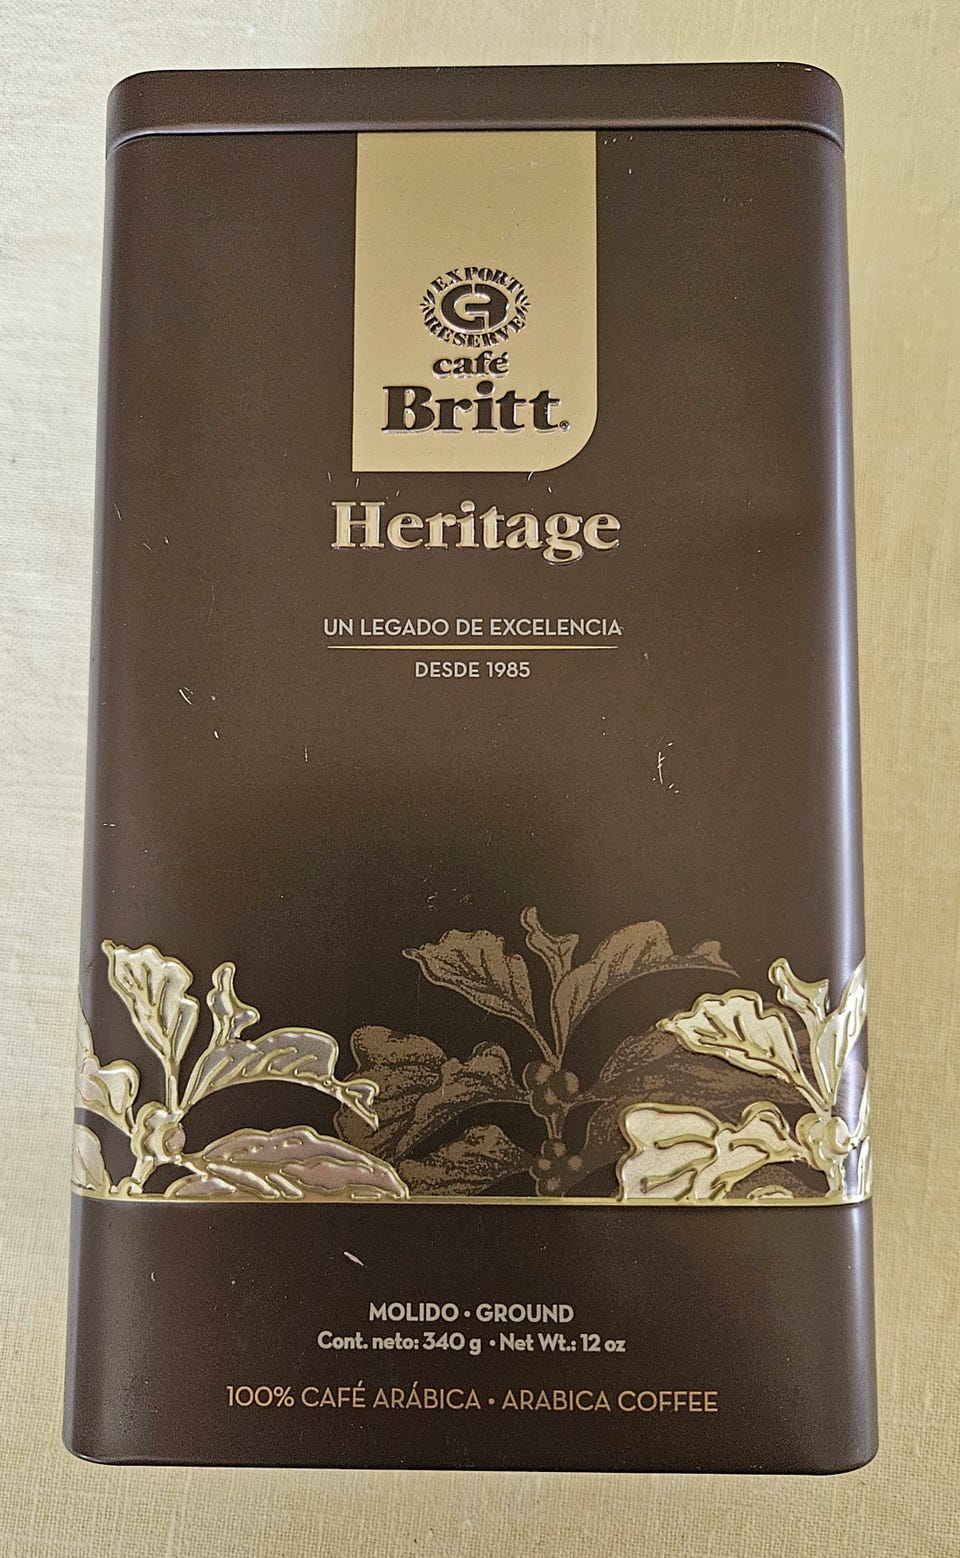 EXPORT
RESERVE
café
Britt®
Heritage
UN LEGADO DE EXCELENCIA
DESDE 1985
MOLIDO • GROUND
Cont. neto: 340 g • Net Wt.: 12 oz
100% CAFÉ ARÁBICA • ARABICA COFFEE